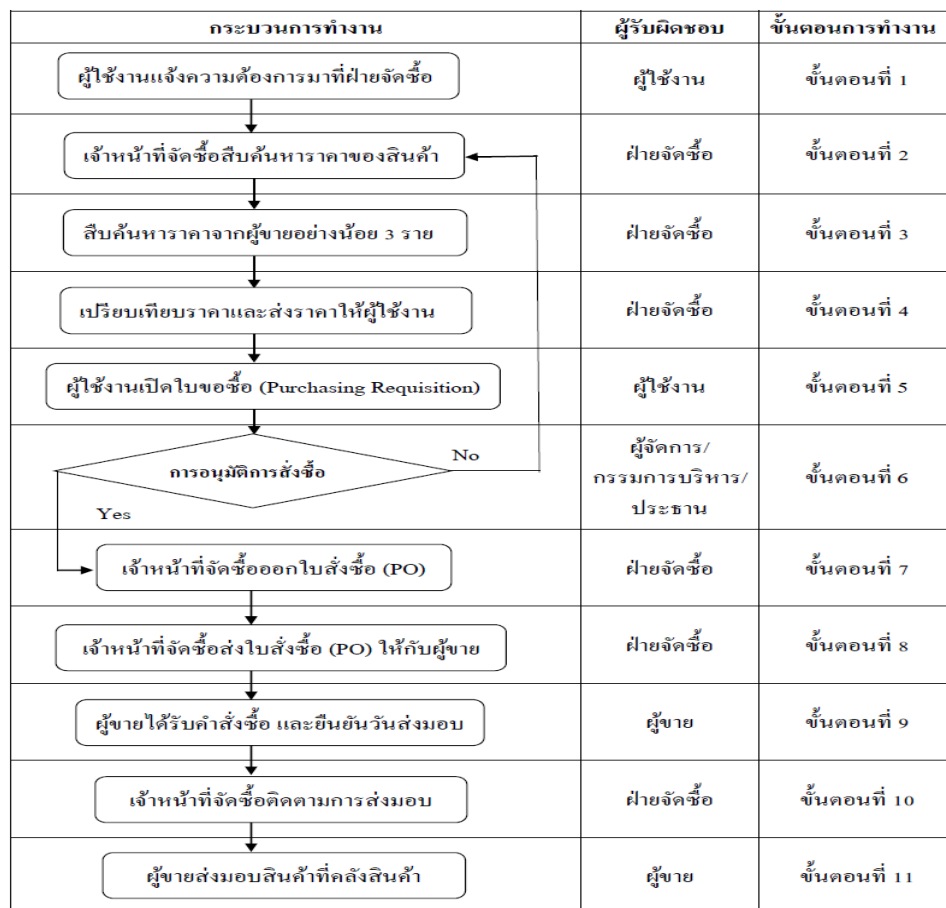 กระบวนการทำงาน ผู้รับผิดชอบ ขั้นตอนการทำงาน
ผู้ใช้งานแจ้งความต้องการมาที่ฝ่ายจัดซื้อ ผู้ใช้งาน ขั้นตอนที่ 1
เจ้าหน้าที่จัดซื้อสืบค้นหาราคาของสินค้า ฝ่ายจัดซื้อ ขั้นตอนที่ 2
สืบค้นหาราคาจากผู้ขายอย่างน้อย 3 ราย ฝ่ายจัดซื้อ ขั้นตอนที่ 3
เปรียบเทียบราคาและส่งราคาให้ผู้ใช้งาน ฝ่ายจัดซื้อ ขั้นตอนที่ 4
ผู้ใช้งานเปิดใบขอซื้อ (Purchasing Requisition) ผู้ใช้งาน ขั้นตอนที่ 5
การอนุมัติการสั่งซื้อ
No
Yes
ผู้จัดการ/
กรรมการบริหาร/
ประธาน
ขั้นตอนที่ 6
เจ้าหน้าที่จัดซื้อออกใบสั่งซื้อ (PO) ฝ่ายจัดซื้อ ขั้นตอนที่ 7
เจ้าหน้าที่จัดซื้อส่งใบสั่งซื้อ (PO) ให้กับผู้ขาย ฝ่ายจัดซื้อ ขั้นตอนที่ 8
ผู้ขายได้รับคำสั่งซื้อ และยืนยันวันส่งมอบ ผู้ขาย ขั้นตอนที่ 9
เจ้าหน้าที่จัดซื้อติดตามการส่งมอบ ฝ่ายจัดซื้อ ขั้นตอนที่ 10
ผู้ขายส่งมอบสินค้าที่คลังสินค้า ผู้ขาย ขั้นตอนที่ 11